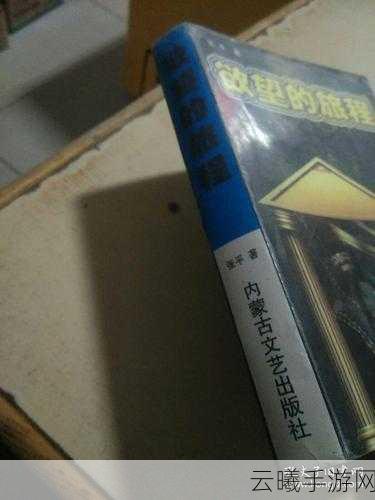 欲望的旅程
欲望的旅程
张平 著
内蒙古文艺出版社
云曦手游网